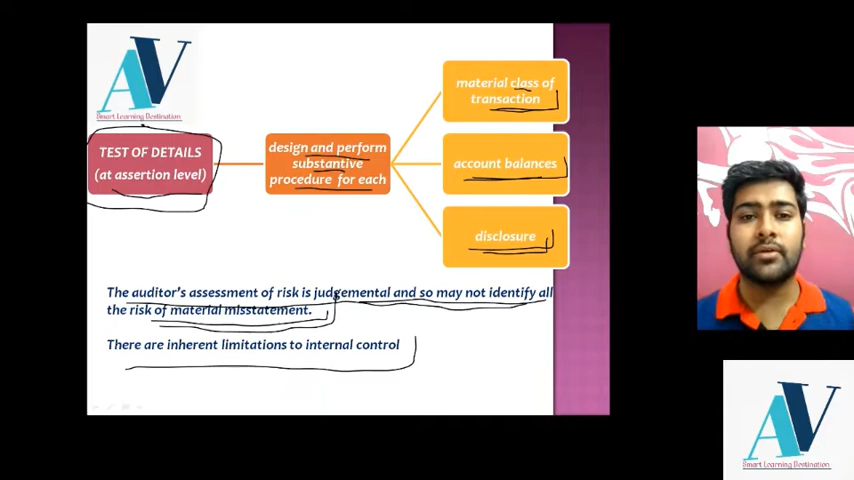 AV
Smart Learning Destination
TEST OF DETAILS
(at assertion level)
design and perform
substantive
procedure for each
material class of
transaction
account balances
disclosure
The auditor's assessment of risk is judgemental and so may not identify all
the risk of material misstatement.
There are inherent limitations to internal control
AV
Smart Learning Destination